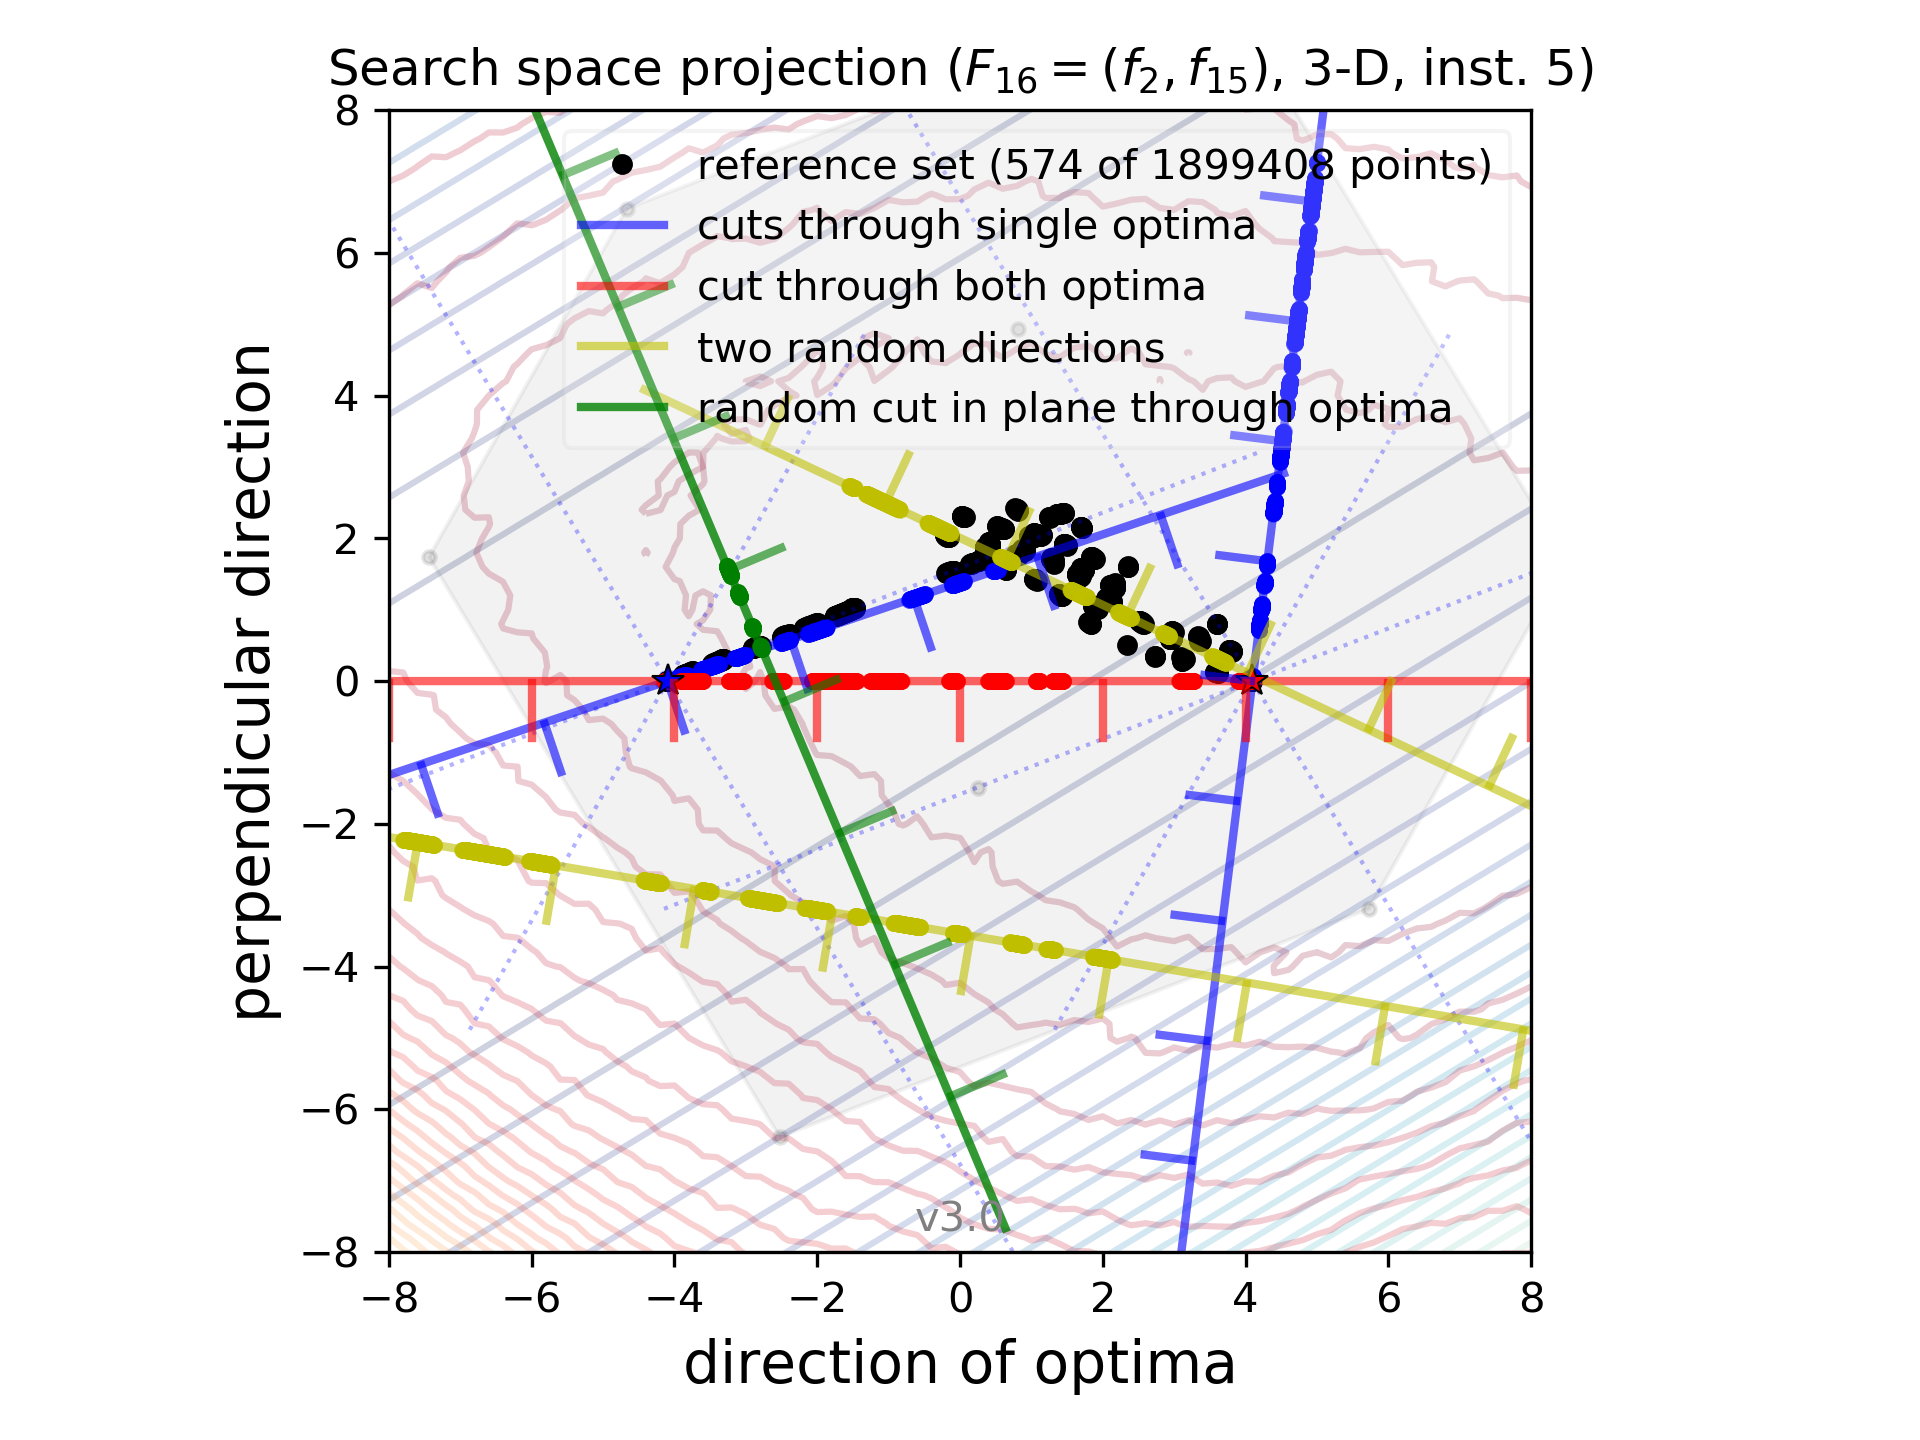 Search space projection (F₁₆ = (f₂, f₁₅), 3-D, inst. 5)
8
6
4
2
0
−2
−4
−6
−8
perpendicular direction
reference set (574 of 1899408 points)
cuts through single optima
cut through both optima
two random directions
random cut in plane through optima
v3.0
−8 −6 −4 −2 0 2 4 6 8
direction of optima